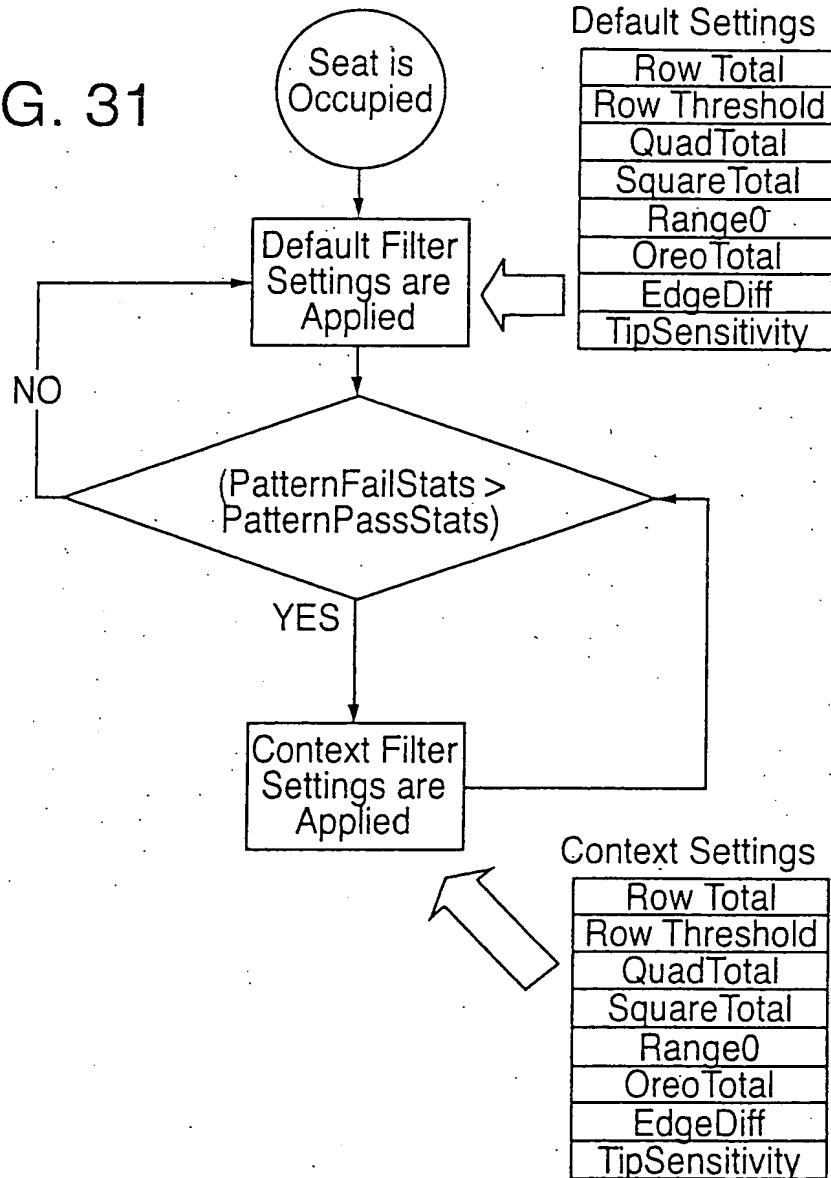 G. 31
Seat is
Occupied
Default Settings
Row Total
Row Threshold
QuadTotal
SquareTotal
Range0
OreoTotal
EdgeDiff
TipSensitivity
Default Filter
Settings are
Applied
NO
(PatternFailStats >
PatternPassStats)
YES
Context Filter
Settings are
Applied
Context Settings
Row Total
Row Threshold
QuadTotal
SquareTotal
Range0
OreoTotal
EdgeDiff
TipSensitivity